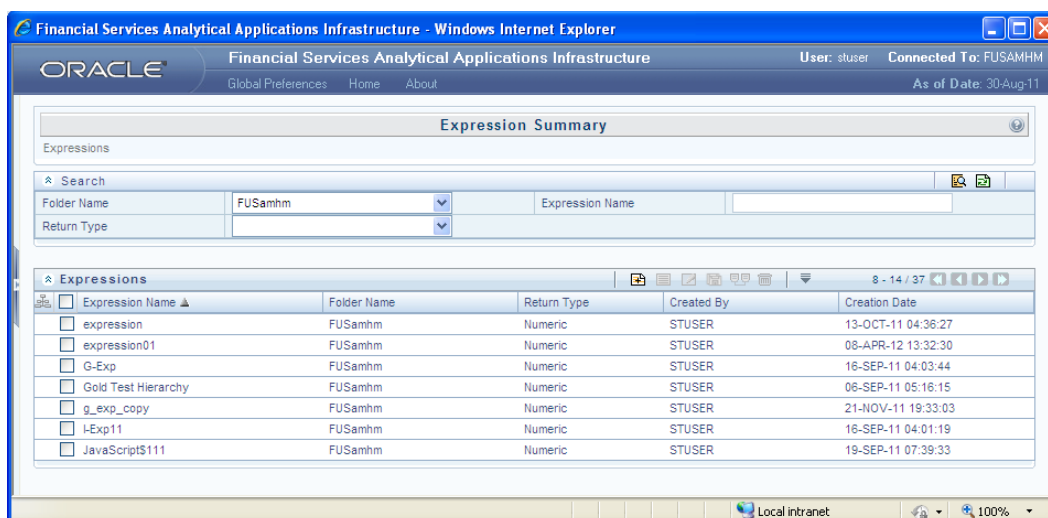 Financial Services Analytical Applications Infrastructure - Windows Internet Explorer
ORACLE
Financial Services Analytical Applications Infrastructure User: stuser Connected To: FUSAMHM
Global Preferences Home About As of Date: 30-Aug-11
Expression Summary
Expressions
Search
Folder Name FUSamhm Expression Name
Return Type
Expressions 8 - 14 / 37
Expression Name Folder Name Return Type Created By Creation Date
expression FUSamhm Numeric STUSER 13-OCT-11 04:36:27
expression01 FUSamhm Numeric STUSER 08-APR-12 13:32:30
G-Exp FUSamhm Numeric STUSER 16-SEP-11 04:03:44
Gold Test Hierarchy FUSamhm Numeric STUSER 06-SEP-11 05:16:15
g_exp_copy FUSamhm Numeric STUSER 21-NOV-11 19:33:03
I-Exp11 FUSamhm Numeric STUSER 16-SEP-11 04:01:19
JavaScript$111 FUSamhm Numeric STUSER 19-SEP-11 07:39:33
Local intranet 100%